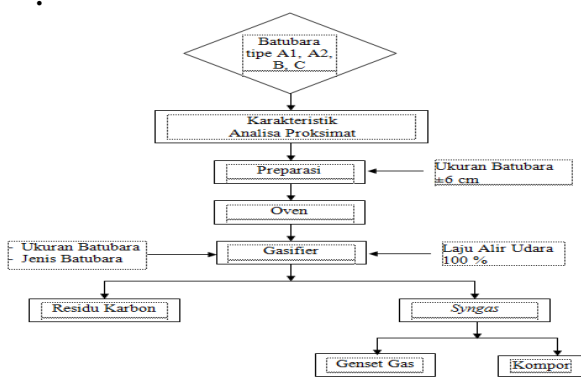 Batubara
tipe A1, A2,
B, C
Karakteristik
Analisa Proksimat
Preparasi
Ukuran Batubara
±6 cm
Oven
- Ukuran Batubara
- Jenis Batubara
Gasifier
Laju Alir Udara
100 %
Residu Karbon
Syngas
Genset Gas
Kompor